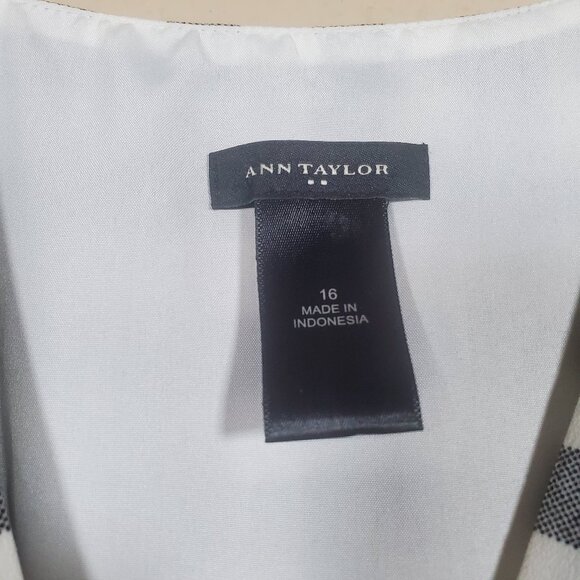 ANN TAYLOR
16
MADE IN
INDONESIA